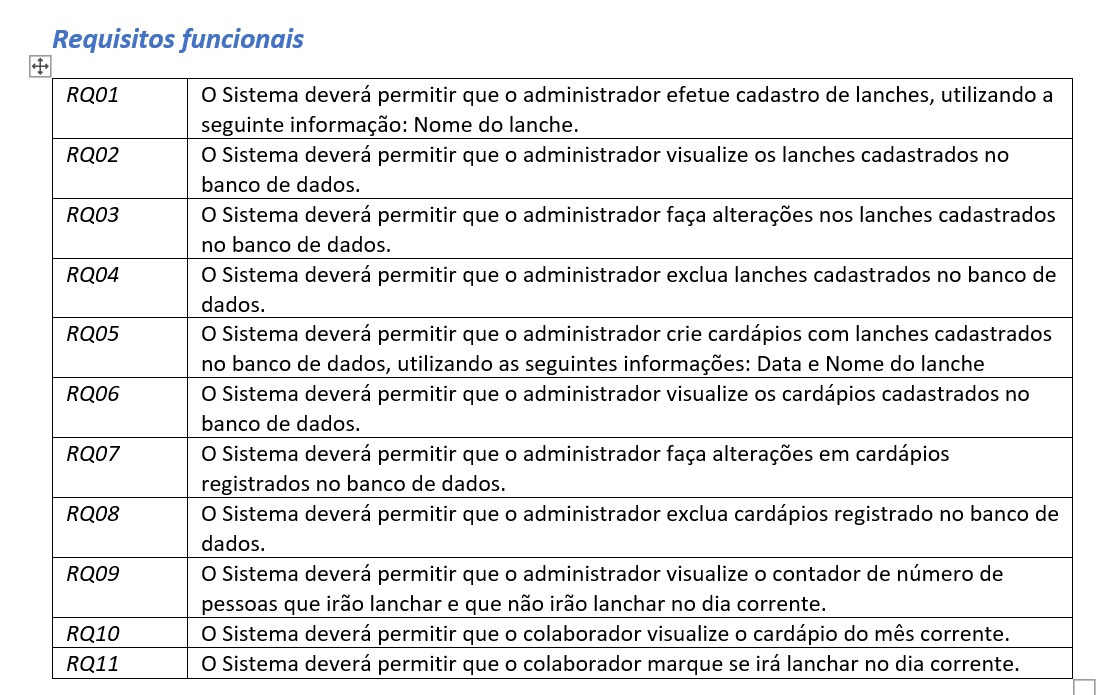 Requisitos funcionais
RQ01 O Sistema deverá permitir que o administrador efetue cadastro de lanches, utilizando a
seguinte informação: Nome do lanche.
RQ02 O Sistema deverá permitir que o administrador visualize os lanches cadastrados no
banco de dados.
RQ03 O Sistema deverá permitir que o administrador faça alterações nos lanches cadastrados
no banco de dados.
RQ04 O Sistema deverá permitir que o administrador exclua lanches cadastrados no banco de
dados.
RQ05 O Sistema deverá permitir que o administrador crie cardápios com lanches cadastrados
no banco de dados, utilizando as seguintes informações: Data e Nome do lanche
RQ06 O Sistema deverá permitir que o administrador visualize os cardápios cadastrados no
banco de dados.
RQ07 O Sistema deverá permitir que o administrador faça alterações em cardápios
registrados no banco de dados.
RQ08 O Sistema deverá permitir que o administrador exclua cardápios registrado no banco de
dados.
RQ09 O Sistema deverá permitir que o administrador visualize o contador de número de
pessoas que irão lanchar e que não irão lanchar no dia corrente.
RQ10 O Sistema deverá permitir que o colaborador visualize o cardápio do mês corrente.
RQ11 O Sistema deverá permitir que o colaborador marque se irá lanchar no dia corrente.